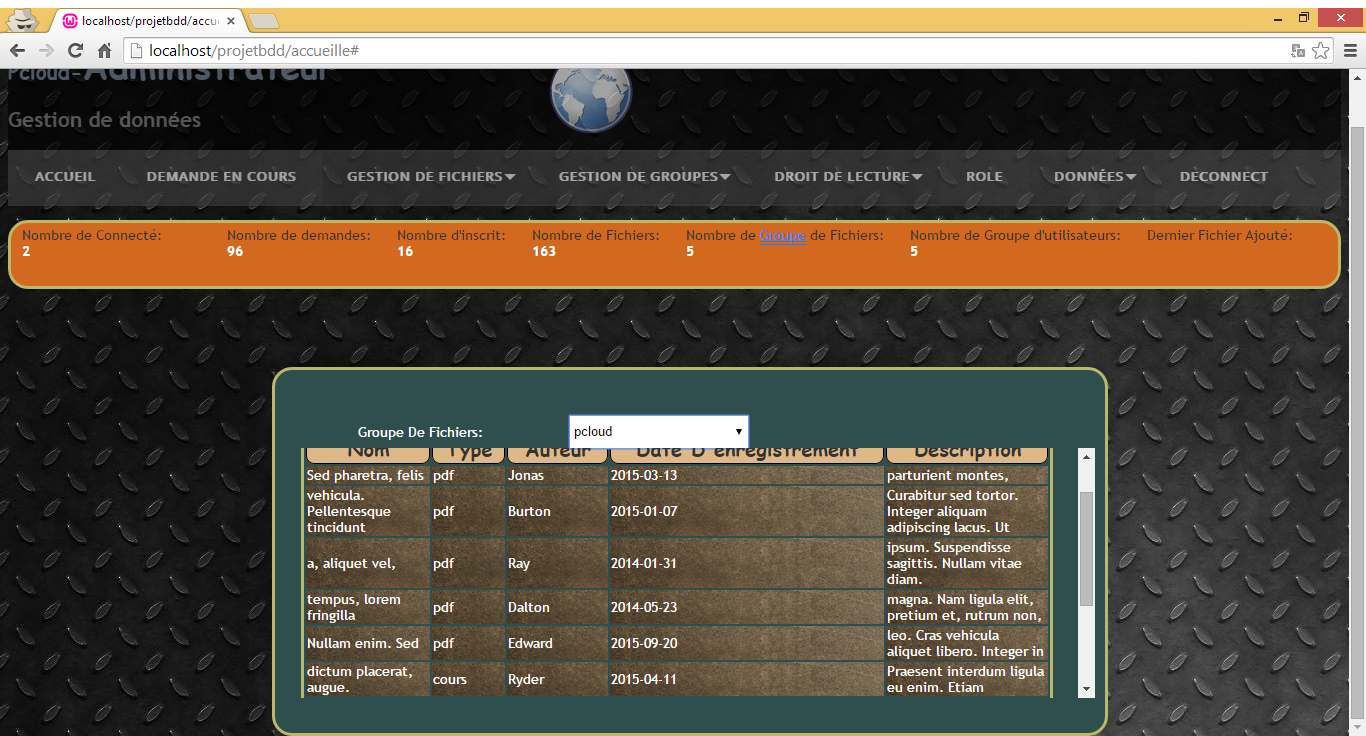 localhost/projetbdd/accu
localhost/projetbdd/accueille#
Pcloud- Administrateur
Gestion de données
ACCUEIL DEMANDE EN COURS GESTION DE FICHIERS GESTION DE GROUPES DROIT DE LECTURE ROLE DONNÉES DECONNECT
Nombre de Connecté: Nombre de demandes: Nombre d'inscrit: Nombre de Fichiers: Nombre de Groupe de Fichiers: Nombre de Groupe d'utilisateurs: Dernier Fichier Ajouté:
2 96 16 163 5 5
Groupe De Fichiers: pcloud
Nom Type Auteur Date D'enregistrement Description
Sed pharetra, felis pdf Jonas 2015-03-13 parturient montes,
vehicula.
Pellentesque
tincidunt
pdf Burton 2015-01-07
Curabitur sed tortor.
Integer aliquam
adipiscing lacus. Ut
a, aliquet vel, pdf Ray 2014-01-31
ipsum. Suspendisse
sagittis. Nullam vitae
diam.
tempus, lorem
fringilla
pdf Dalton 2014-05-23
magna. Nam ligula elit,
pretium et, rutrum non,
Nullam enim. Sed pdf Edward 2015-09-20
leo. Cras vehicula
aliquet libero. Integer in
dictum placerat,
augue.
cours Ryder 2015-04-11
Praesent interdum ligula
eu enim. Etiam